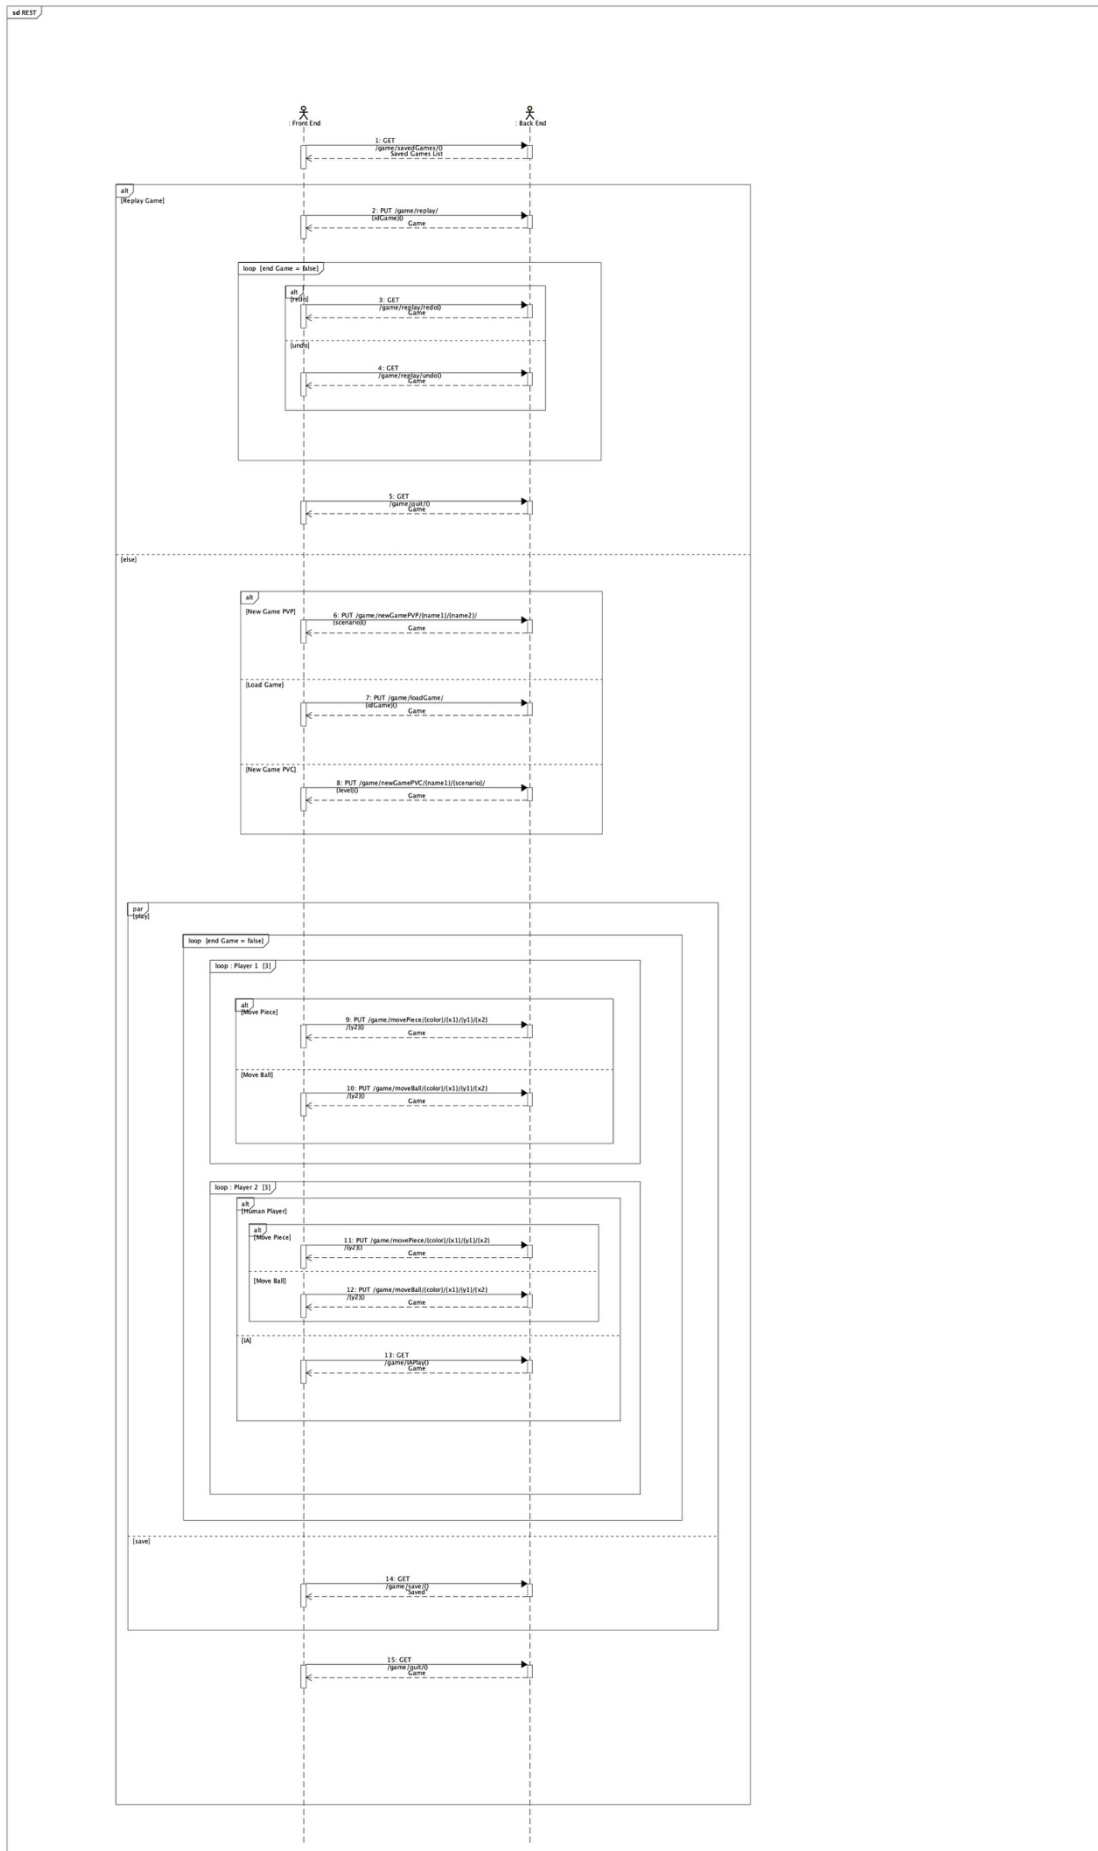 sd REST
: Front End
: Back End
1: GET
/game/savedGames/()
Saved Games List
alt
[Replay Game]
2: PUT /game/replay/
{idGame}()
Game
loop [end Game = false]
alt
[redo]
3: GET
/game/replay/redo()
Game
[undo]
4: GET
/game/replay/undo()
Game
5: GET
/game/quit/()
Game
[else]
alt
[New Game PVP]
6: PUT /game/newGamePVP/{name1}/{name2}/
{scenario}()
Game
[Load Game]
7: PUT /game/loadGame/
{idGame}()
Game
[New Game PVC]
8: PUT /game/newGamePVC/{name1}/{scenario}/
{level}()
Game
par
[play]
loop [end Game = false]
loop : Player 1 [3]
alt
[Move Piece]
9: PUT /game/movePiece/{color}/{x1}/{y1}/{x2}
/{y2}()
Game
[Move Ball]
10: PUT /game/moveBall/{color}/{x1}/{y1}/{x2}
/{y2}()
Game
loop : Player 2 [3]
alt
[Human Player]
alt
[Move Piece]
11: PUT /game/movePiece/{color}/{x1}/{y1}/{x2}
/{y2}()
Game
[Move Ball]
12: PUT /game/moveBall/{color}/{x1}/{y1}/{x2}
/{y2}()
Game
[IA]
13: GET
/game/IAPlay()
Game
[save]
14: GET
/game/save/()
"Saved"
15: GET
/game/quit/()
Game